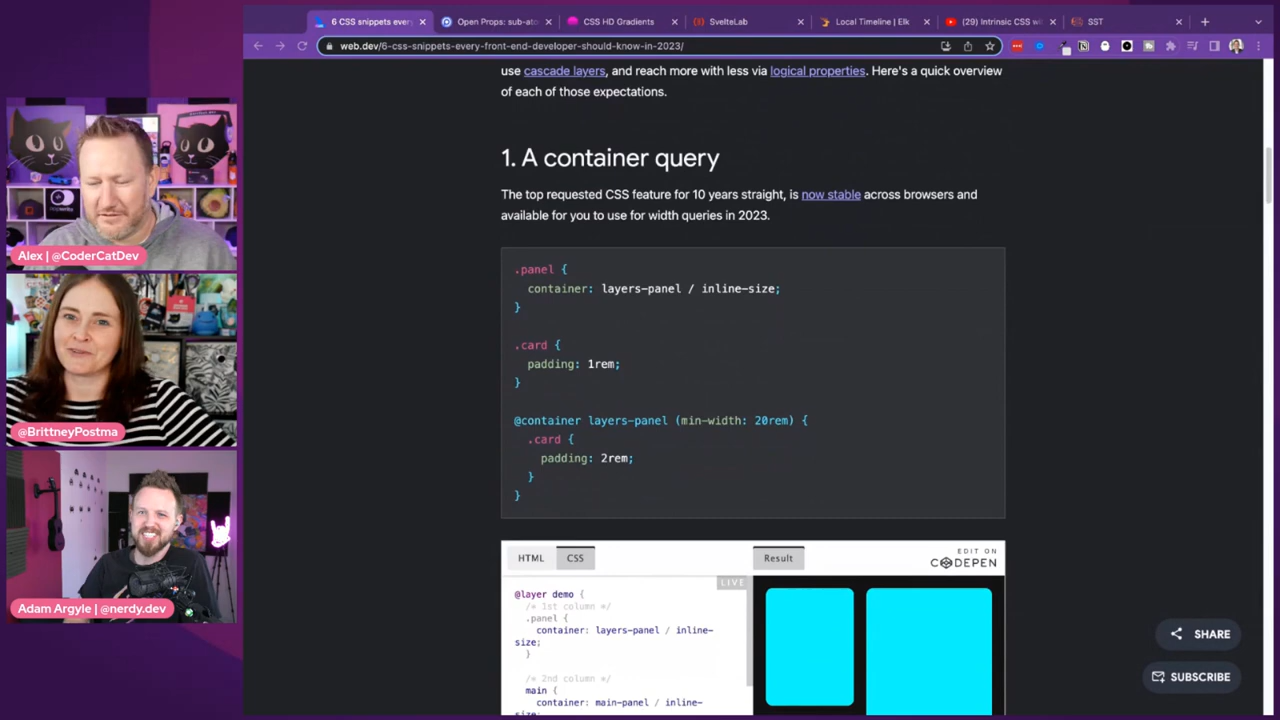 6 CSS snippets ever
Open Props: sub-ato
CSS HD Gradients
SvelteLab
Local Timeline | Elk
(29) Intrinsic CSS w
SST
web.dev/6-css-snippets-every-front-end-developer-should-know-in-2023/
use cascade layers, and reach more with less via logical properties. Here's a quick overview
of each of those expectations.
1. A container query
The top requested CSS feature for 10 years straight, is now stable across browsers and
available for you to use for width queries in 2023.
.panel {
container: layers-panel / inline-size;
}
.card {
padding: 1rem;
}
@container layers-panel (min-width: 20rem) {
.card {
padding: 2rem;
}
}
HTML
CSS
Result
EDIT ON
CODEPEN
LIVE
@layer demo {
/* 1st column */
.panel {
container: layers-panel / inline-
size;
}
/* 2nd column */
main {
container: main-panel / inline-
size;
SHARE
SUBSCRIBE
Alex | @CoderCatDev
@BrittneyPostma
Adam Argyle | @nerdy.dev